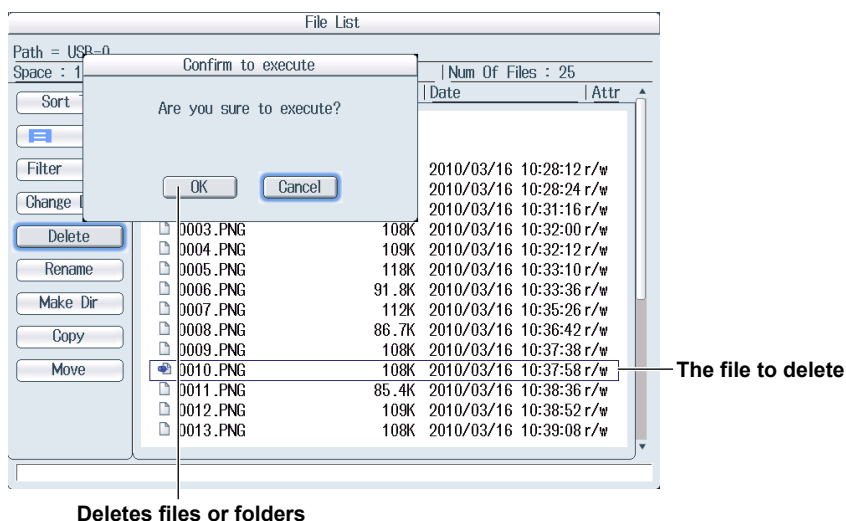 File List
Path = USB-0
Space : 1
Num Of Files : 25
Date Attr
Confirm to execute
Are you sure to execute?
OK Cancel
Sort
Filter
Change
Delete
Rename
Make Dir
Copy
Move
2010/03/16 10:28:12 r/w
2010/03/16 10:28:24 r/w
2010/03/16 10:31:16 r/w
0003.PNG 108K 2010/03/16 10:32:00 r/w
0004.PNG 109K 2010/03/16 10:32:12 r/w
0005.PNG 118K 2010/03/16 10:33:10 r/w
0006.PNG 91.8K 2010/03/16 10:33:36 r/w
0007.PNG 112K 2010/03/16 10:35:26 r/w
0008.PNG 86.7K 2010/03/16 10:36:42 r/w
0009.PNG 108K 2010/03/16 10:37:38 r/w
0010.PNG 108K 2010/03/16 10:37:58 r/w
0011.PNG 85.4K 2010/03/16 10:38:36 r/w
0012.PNG 109K 2010/03/16 10:38:52 r/w
0013.PNG 108K 2010/03/16 10:39:08 r/w
The file to delete
Deletes files or folders